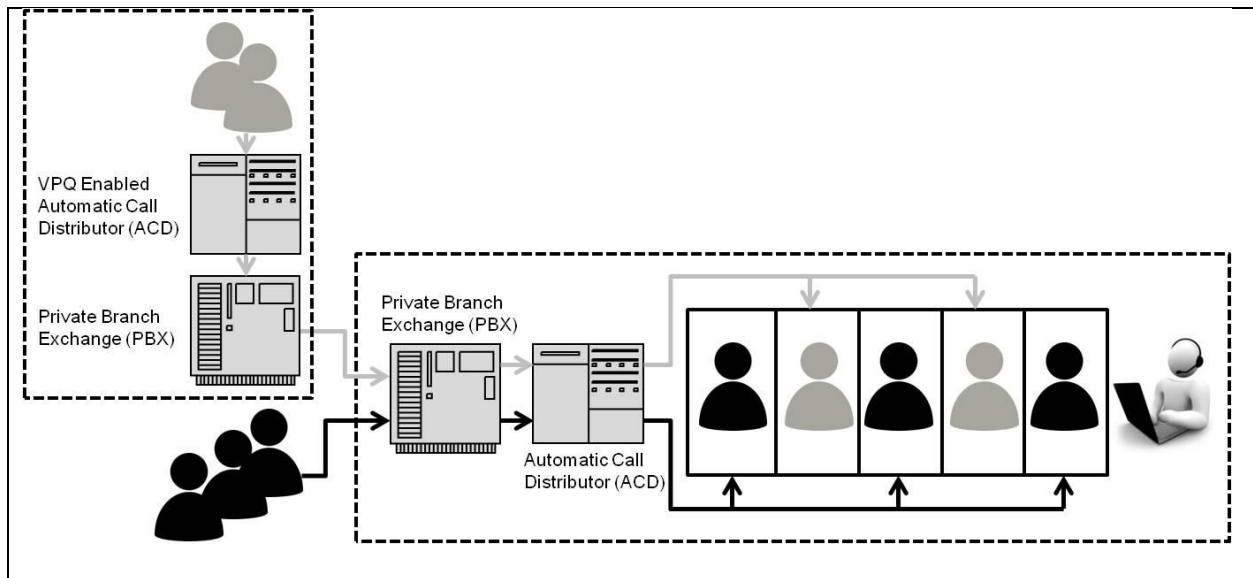 VPQ Enabled
Automatic Call
Distributor (ACD)
Private Branch
Exchange (PBX)
Private Branch
Exchange (PBX)
Automatic Call
Distributor (ACD)